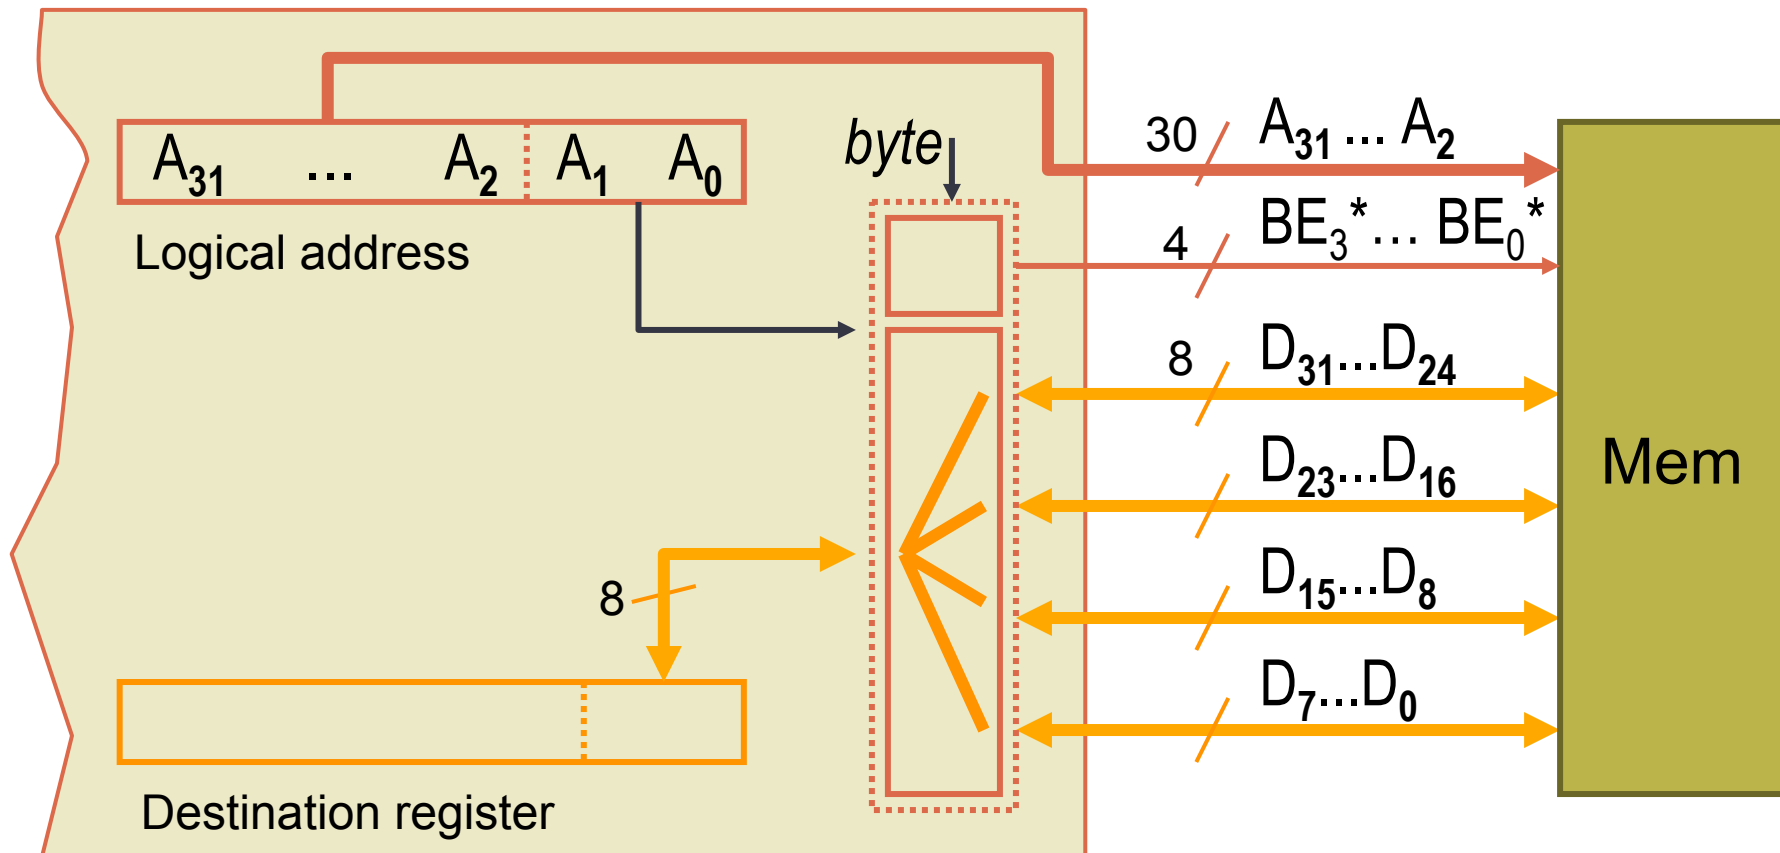 A31 ... A2 A1 A0
Logical address
byte
30 A31 ... A2
4 BE3* ... BE0*
8 D31...D24
D23...D16
D15...D8
D7...D0
8
Destination register
Mem